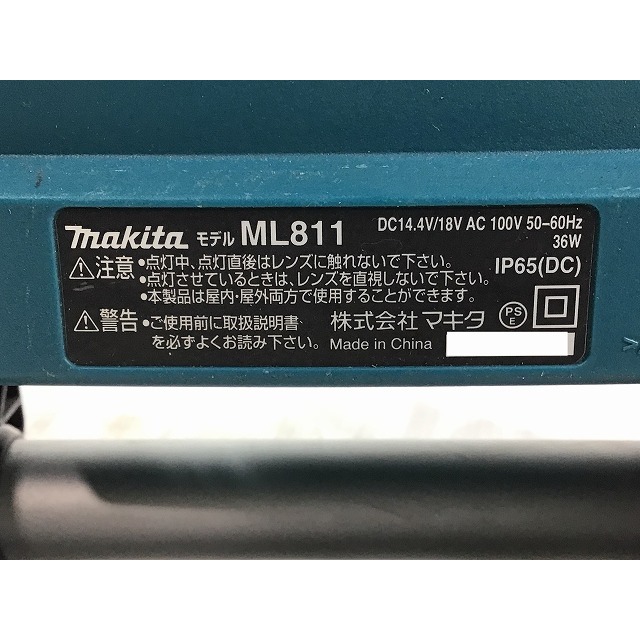 makita モデル ML811 DC14.4V/18V AC 100V 50-60Hz
36W
⚠注意 •点灯中、点灯直後はレンズに触れないで下さい。 IP65(DC)
•点灯させているときは、レンズを直視しないで下さい。
•本製品は屋内・屋外両方で使用することができます。
⚠警告 •ご使用前に取扱説明書 株式会社 マキタ PSE
を必ずよくお読み下さい。 Made in China